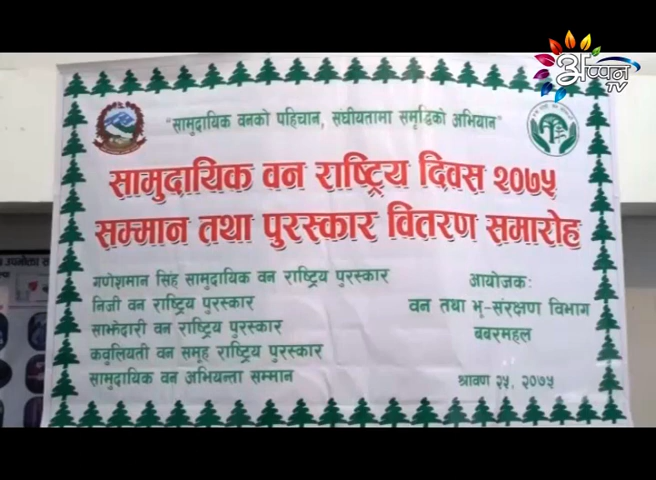 अप्पन
TV
"सामुदायिक वनको पहिचान, संघीयतामा समृद्धिको अभियान"
सामुदायिक वन राष्ट्रिय दिवस २०७५
सम्मान तथा पुरस्कार वितरण समारोह
गणेशमान सिंह सामुदायिक वन राष्ट्रिय पुरस्कार
निजी वन राष्ट्रिय पुरस्कार
साझेदारी वन राष्ट्रिय पुरस्कार
कवुलियती वन समूह राष्ट्रिय पुरस्कार
सामुदायिक वन अभियन्ता सम्मान
आयोजकः
वन तथा भू-संरक्षण विभाग
बबरमहल
श्रावण २५, २०७५